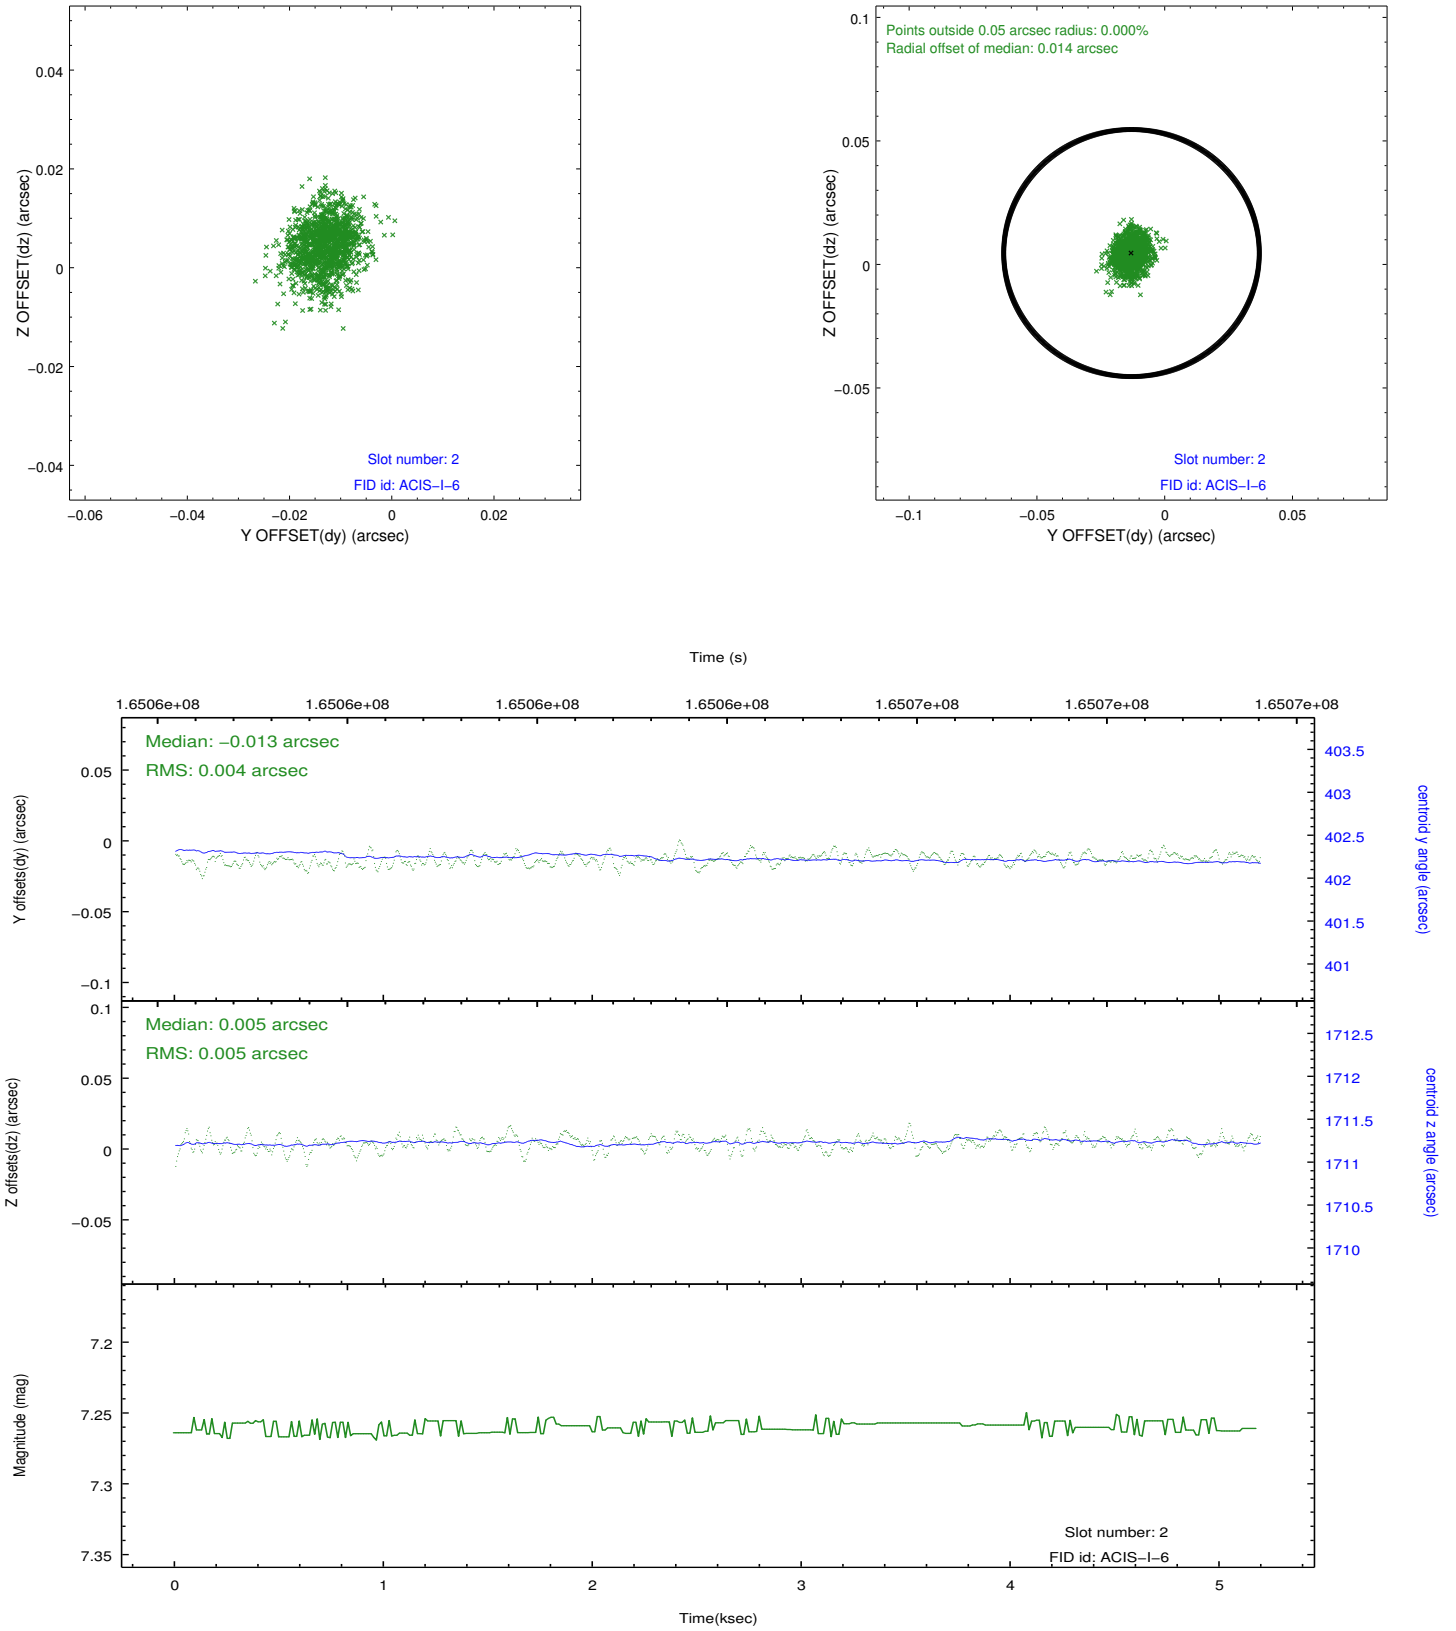 0.04
0.02
0
−0.02
−0.04
Z OFFSET(dz) (arcsec)
Slot number: 2
FID id: ACIS−I−6
−0.06
−0.04
−0.02
0
0.02
Y OFFSET(dy) (arcsec)
Points outside 0.05 arcsec radius: 0.000%
Radial offset of median: 0.014 arcsec
0.1
0.05
0
−0.05
Z OFFSET(dz) (arcsec)
Slot number: 2
FID id: ACIS−I−6
−0.1
−0.05
0
0.05
Y OFFSET(dy) (arcsec)
Time (s)
1.6506e+08
1.6506e+08
1.6506e+08
1.6506e+08
1.6507e+08
1.6507e+08
1.6507e+08
Median: −0.013 arcsec
RMS: 0.004 arcsec
0.05
0
−0.05
−0.1
Y offsets(dy) (arcsec)
403.5
403
402.5
402
401.5
401
centroid y angle (arcsec)
Median: 0.005 arcsec
RMS: 0.005 arcsec
0.1
0.05
0
−0.05
Z offsets(dz) (arcsec)
1712.5
1712
1711.5
1711
1710.5
1710
centroid z angle (arcsec)
7.2
7.25
7.3
7.35
Magnitude (mag)
Slot number: 2
FID id: ACIS−I−6
0
1
2
3
4
5
Time(ksec)